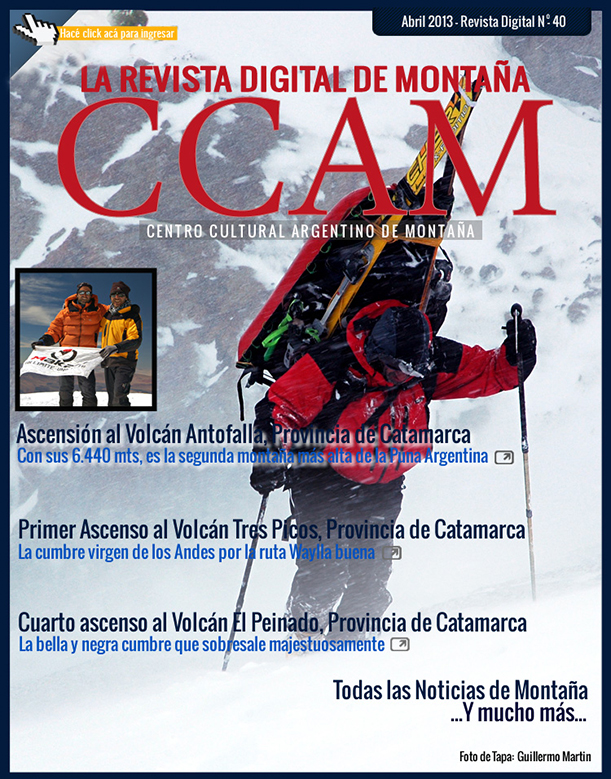 Hacé click acá para ingresar
Abril 2013 - Revista Digital Nº 40
LA REVISTA DIGITAL DE MONTAÑA
CCAM
CENTRO CULTURAL ARGENTINO DE MONTAÑA
Ascensión al Volcán Antofalla, Provincia de Catamarca
Con sus 6.440 mts, es la segunda montaña más alta de la Puna Argentina
Primer Ascenso al Volcán Tres Picos, Provincia de Catamarca
La cumbre virgen de los Andes por la ruta Waylla buena
Cuarto ascenso al Volcán El Peinado, Provincia de Catamarca
La bella y negra cumbre que sobresale majestuosamente
Todas las Noticias de Montaña
...Y mucho más...
Foto de Tapa: Guillermo Martin